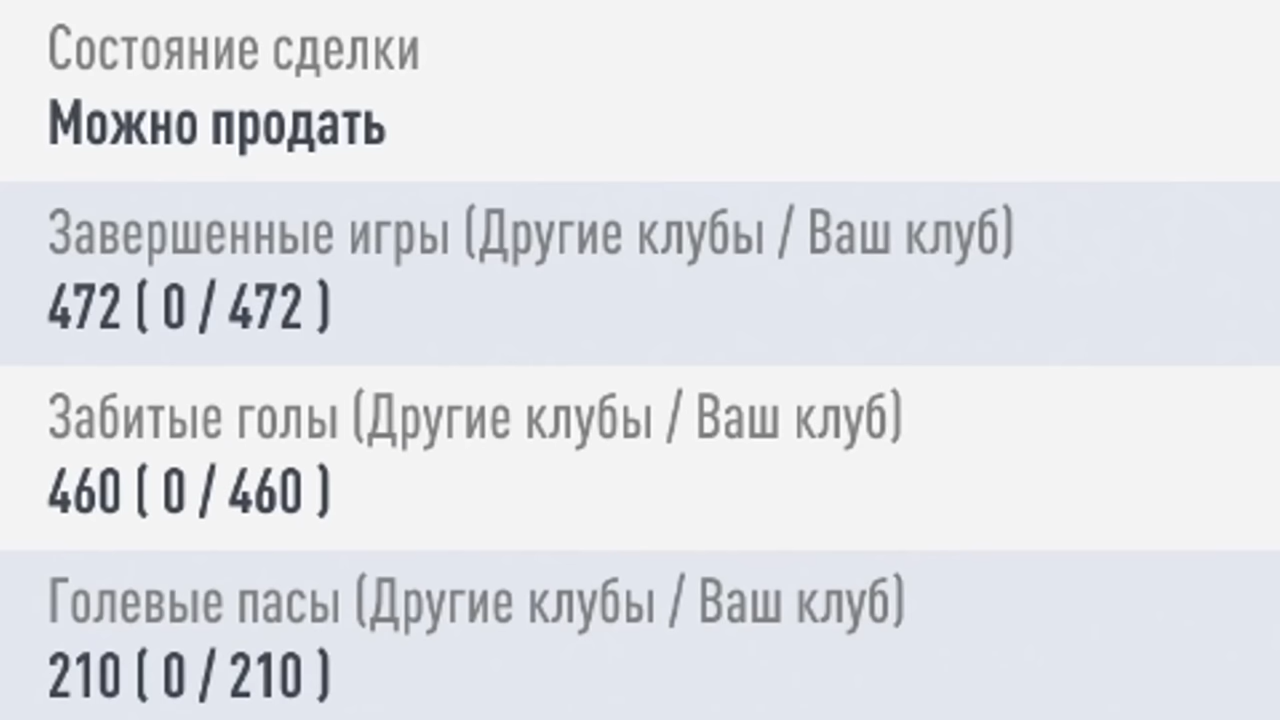 Состояние сделки
Можно продать
Завершенные игры (Другие клубы / Ваш клуб)
472 ( 0 / 472 )
Забитые голы (Другие клубы / Ваш клуб)
460 ( 0 / 460 )
Голевые пасы (Другие клубы / Ваш клуб)
210 ( 0 / 210 )